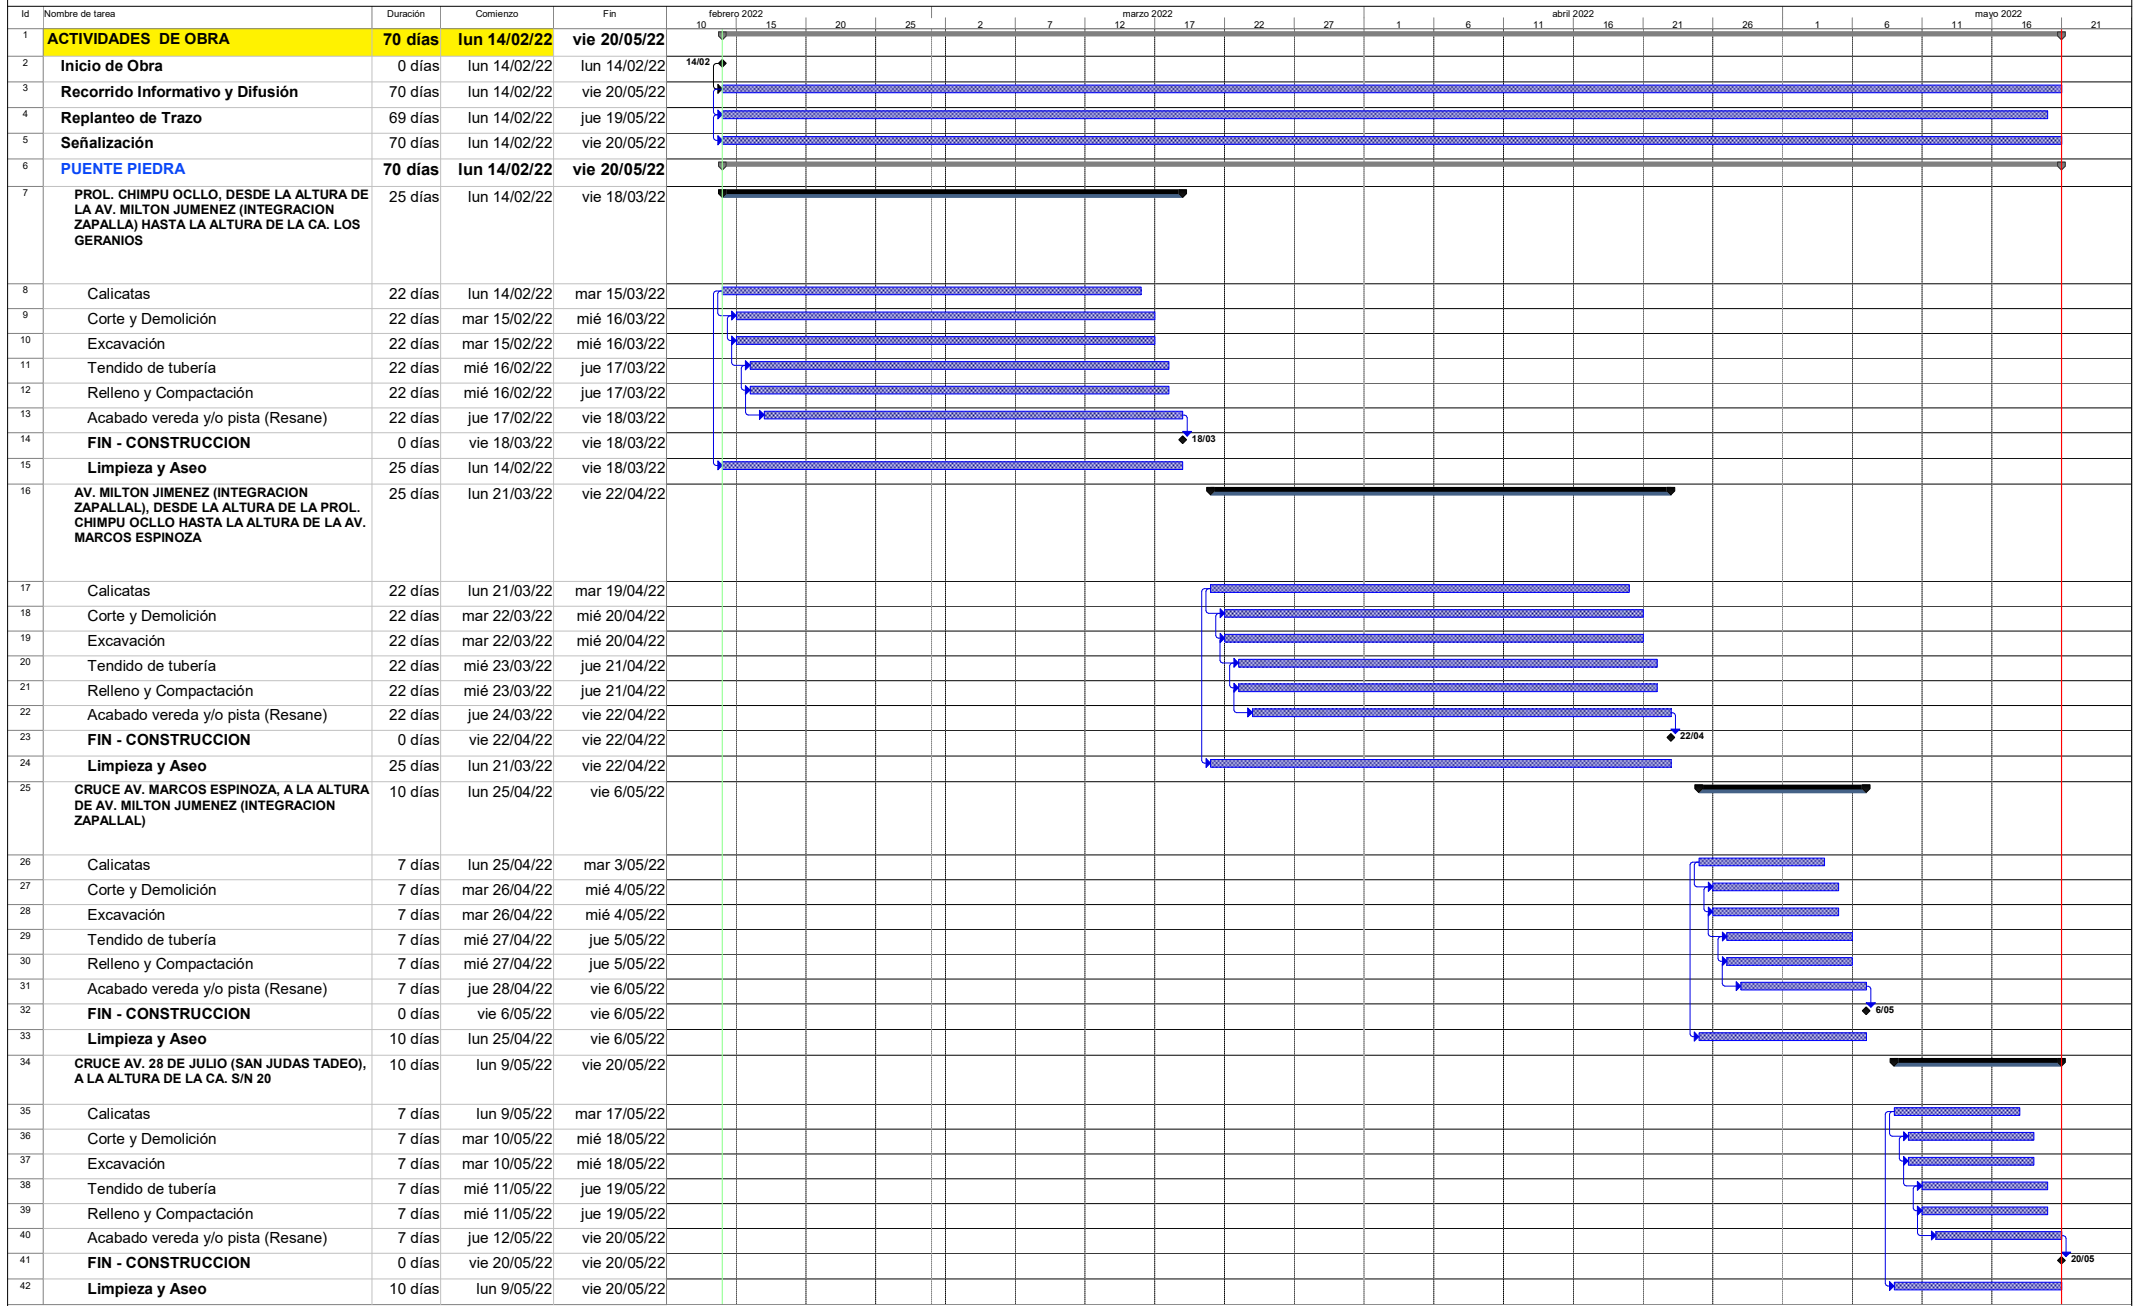 Id Nombre de tarea Duración Comienzo Fin febrero 2022 marzo 2022 abril 2022 mayo 2022
10 15 20 25 2 7 12 17 22 27 1 6 11 16 21 26 1 6 11 16 21
1 ACTIVIDADES DE OBRA 70 días lun 14/02/22 vie 20/05/22
2 Inicio de Obra 0 días lun 14/02/22 lun 14/02/22 14/02
3 Recorrido Informativo y Difusión 70 días lun 14/02/22 vie 20/05/22
4 Replanteo de Trazo 69 días lun 14/02/22 jue 19/05/22
5 Señalización 70 días lun 14/02/22 vie 20/05/22
6 PUENTE PIEDRA 70 días lun 14/02/22 vie 20/05/22
7 PROL. CHIMPU OCLLO, DESDE LA ALTURA DE 25 días lun 14/02/22 vie 18/03/22
LA AV. MILTON JUMENEZ (INTEGRACION
ZAPALLA) HASTA LA ALTURA DE LA CA. LOS
GERANIOS
8 Calicatas 22 días lun 14/02/22 mar 15/03/22
9 Corte y Demolición 22 días mar 15/02/22 mié 16/03/22
10 Excavación 22 días mar 15/02/22 mié 16/03/22
11 Tendido de tubería 22 días mié 16/02/22 jue 17/03/22
12 Relleno y Compactación 22 días mié 16/02/22 jue 17/03/22
13 Acabado vereda y/o pista (Resane) 22 días jue 17/02/22 vie 18/03/22
14 FIN - CONSTRUCCION 0 días vie 18/03/22 vie 18/03/22 18/03
15 Limpieza y Aseo 25 días lun 14/02/22 vie 18/03/22
16 AV. MILTON JIMENEZ (INTEGRACION 25 días lun 21/03/22 vie 22/04/22
ZAPALLAL), DESDE LA ALTURA DE LA PROL.
CHIMPU OCLLO HASTA LA ALTURA DE LA AV.
MARCOS ESPINOZA
17 Calicatas 22 días lun 21/03/22 mar 19/04/22
18 Corte y Demolición 22 días mar 22/03/22 mié 20/04/22
19 Excavación 22 días mar 22/03/22 mié 20/04/22
20 Tendido de tubería 22 días mié 23/03/22 jue 21/04/22
21 Relleno y Compactación 22 días mié 23/03/22 jue 21/04/22
22 Acabado vereda y/o pista (Resane) 22 días jue 24/03/22 vie 22/04/22
23 FIN - CONSTRUCCION 0 días vie 22/04/22 vie 22/04/22 22/04
24 Limpieza y Aseo 25 días lun 21/03/22 vie 22/04/22
25 CRUCE AV. MARCOS ESPINOZA, A LA ALTURA 10 días lun 25/04/22 vie 6/05/22
DE AV. MILTON JUMENEZ (INTEGRACION
ZAPALLAL)
26 Calicatas 7 días lun 25/04/22 mar 3/05/22
27 Corte y Demolición 7 días mar 26/04/22 mié 4/05/22
28 Excavación 7 días mar 26/04/22 mié 4/05/22
29 Tendido de tubería 7 días mié 27/04/22 jue 5/05/22
30 Relleno y Compactación 7 días mié 27/04/22 jue 5/05/22
31 Acabado vereda y/o pista (Resane) 7 días jue 28/04/22 vie 6/05/22
32 FIN - CONSTRUCCION 0 días vie 6/05/22 vie 6/05/22 6/05
33 Limpieza y Aseo 10 días lun 25/04/22 vie 6/05/22
34 CRUCE AV. 28 DE JULIO (SAN JUDAS TADEO), 10 días lun 9/05/22 vie 20/05/22
A LA ALTURA DE LA CA. S/N 20
35 Calicatas 7 días lun 9/05/22 mar 17/05/22
36 Corte y Demolición 7 días mar 10/05/22 mié 18/05/22
37 Excavación 7 días mar 10/05/22 mié 18/05/22
38 Tendido de tubería 7 días mié 11/05/22 jue 19/05/22
39 Relleno y Compactación 7 días mié 11/05/22 jue 19/05/22
40 Acabado vereda y/o pista (Resane) 7 días jue 12/05/22 vie 20/05/22
41 FIN - CONSTRUCCION 0 días vie 20/05/22 vie 20/05/22 20/05
42 Limpieza y Aseo 10 días lun 9/05/22 vie 20/05/22